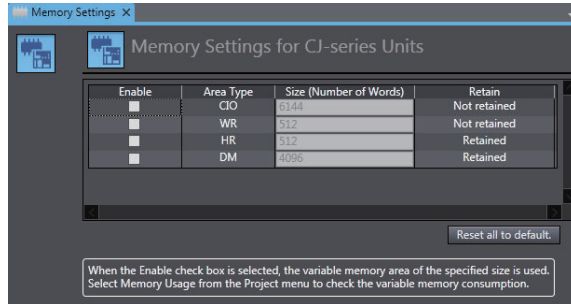 Memory Settings X
Memory Settings for CJ-series Units
Enable Area Type Size (Number of Words) Retain
CIO 6144 Not retained
WR 512 Not retained
HR 512 Retained
DM 4096 Retained
Reset all to default.
When the Enable check box is selected, the variable memory area of the specified size is used.
Select Memory Usage from the Project menu to check the variable memory consumption.